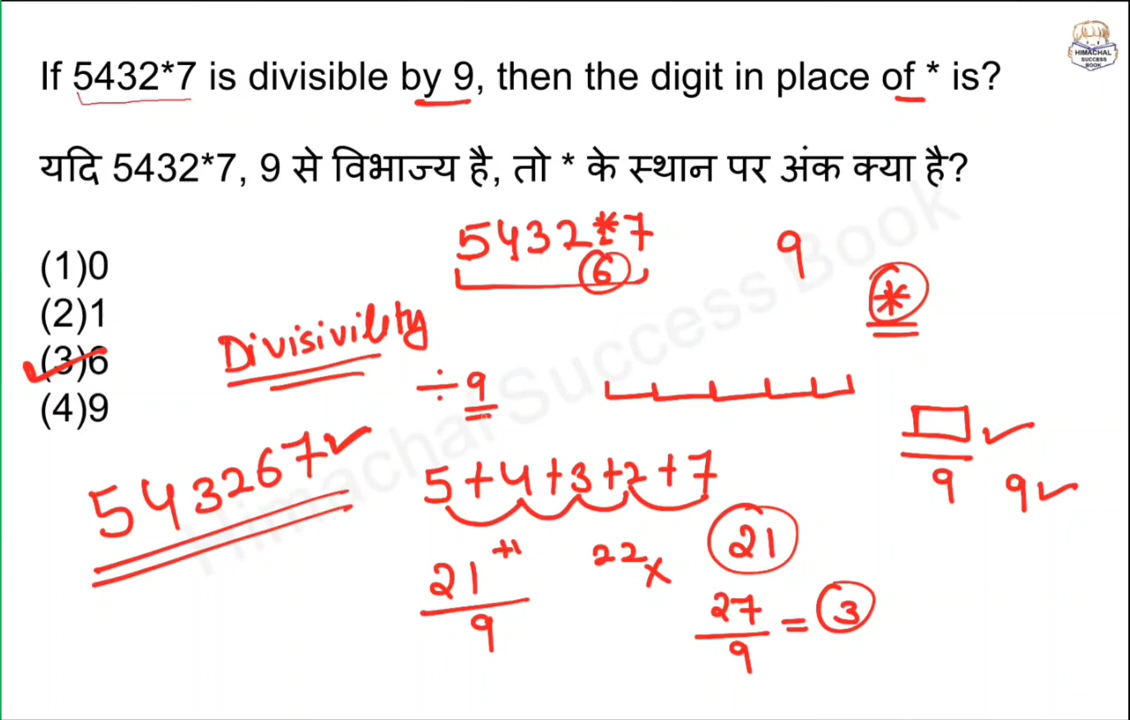 HIMACHAL
SUCCESS
BOOK
If 5432*7 is divisible by 9, then the digit in place of * is?
यदि 5432*7, 9 से विभाज्य है, तो * के स्थान पर अंक क्या है?
5432*7
6
9
*
(1)0
(2)1
(3)6
(4)9
Divisivility
÷ 9
543267
5+4+3+2+7
9
9
21 +1
9
22x
21
27
9
= 3
Himachal Success Book